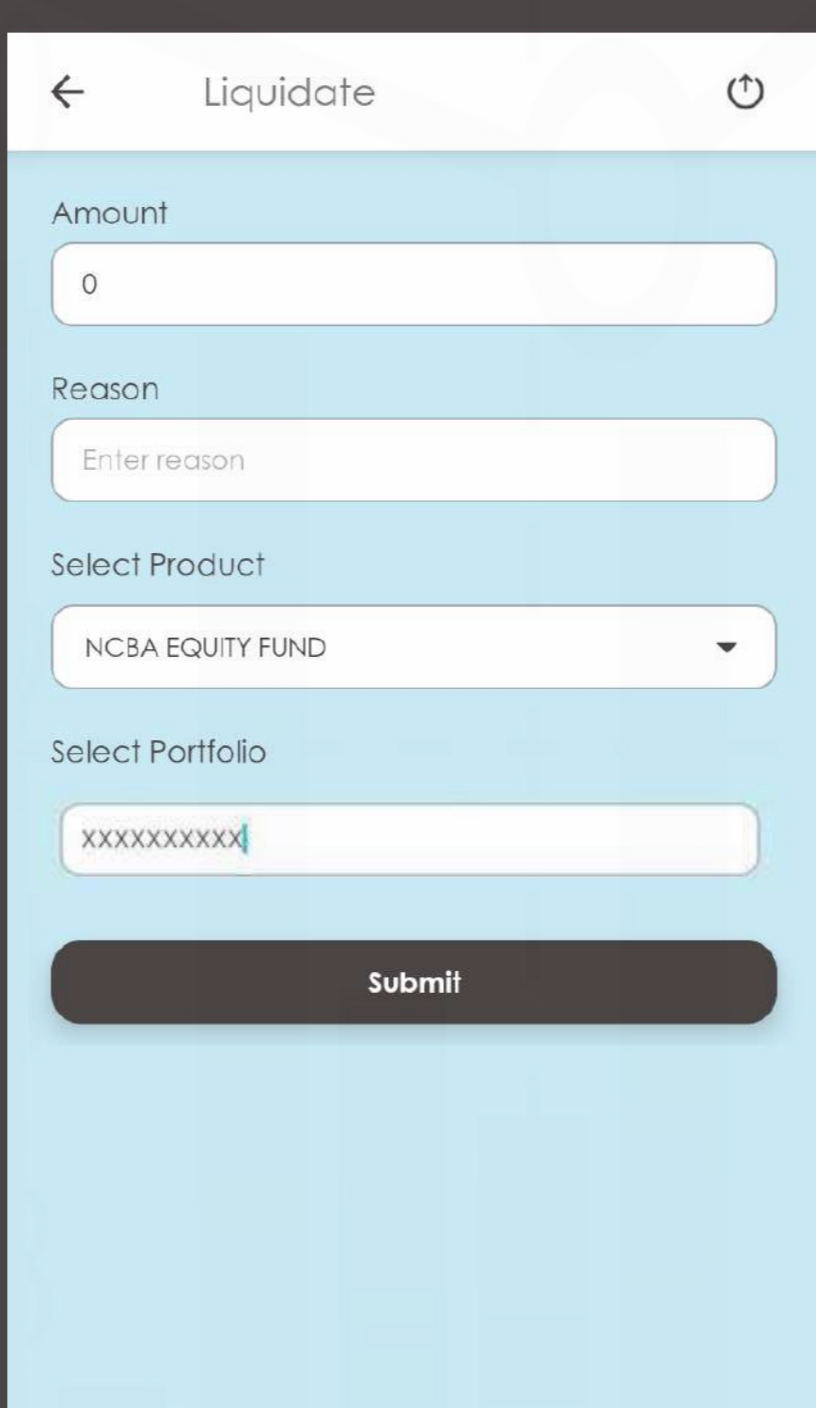 Liquidate
Amount
0
Reason
Enter reason
Select Product
NCBA EQUITY FUND
Select Portfolio
xxxxxxxxxx
Submit